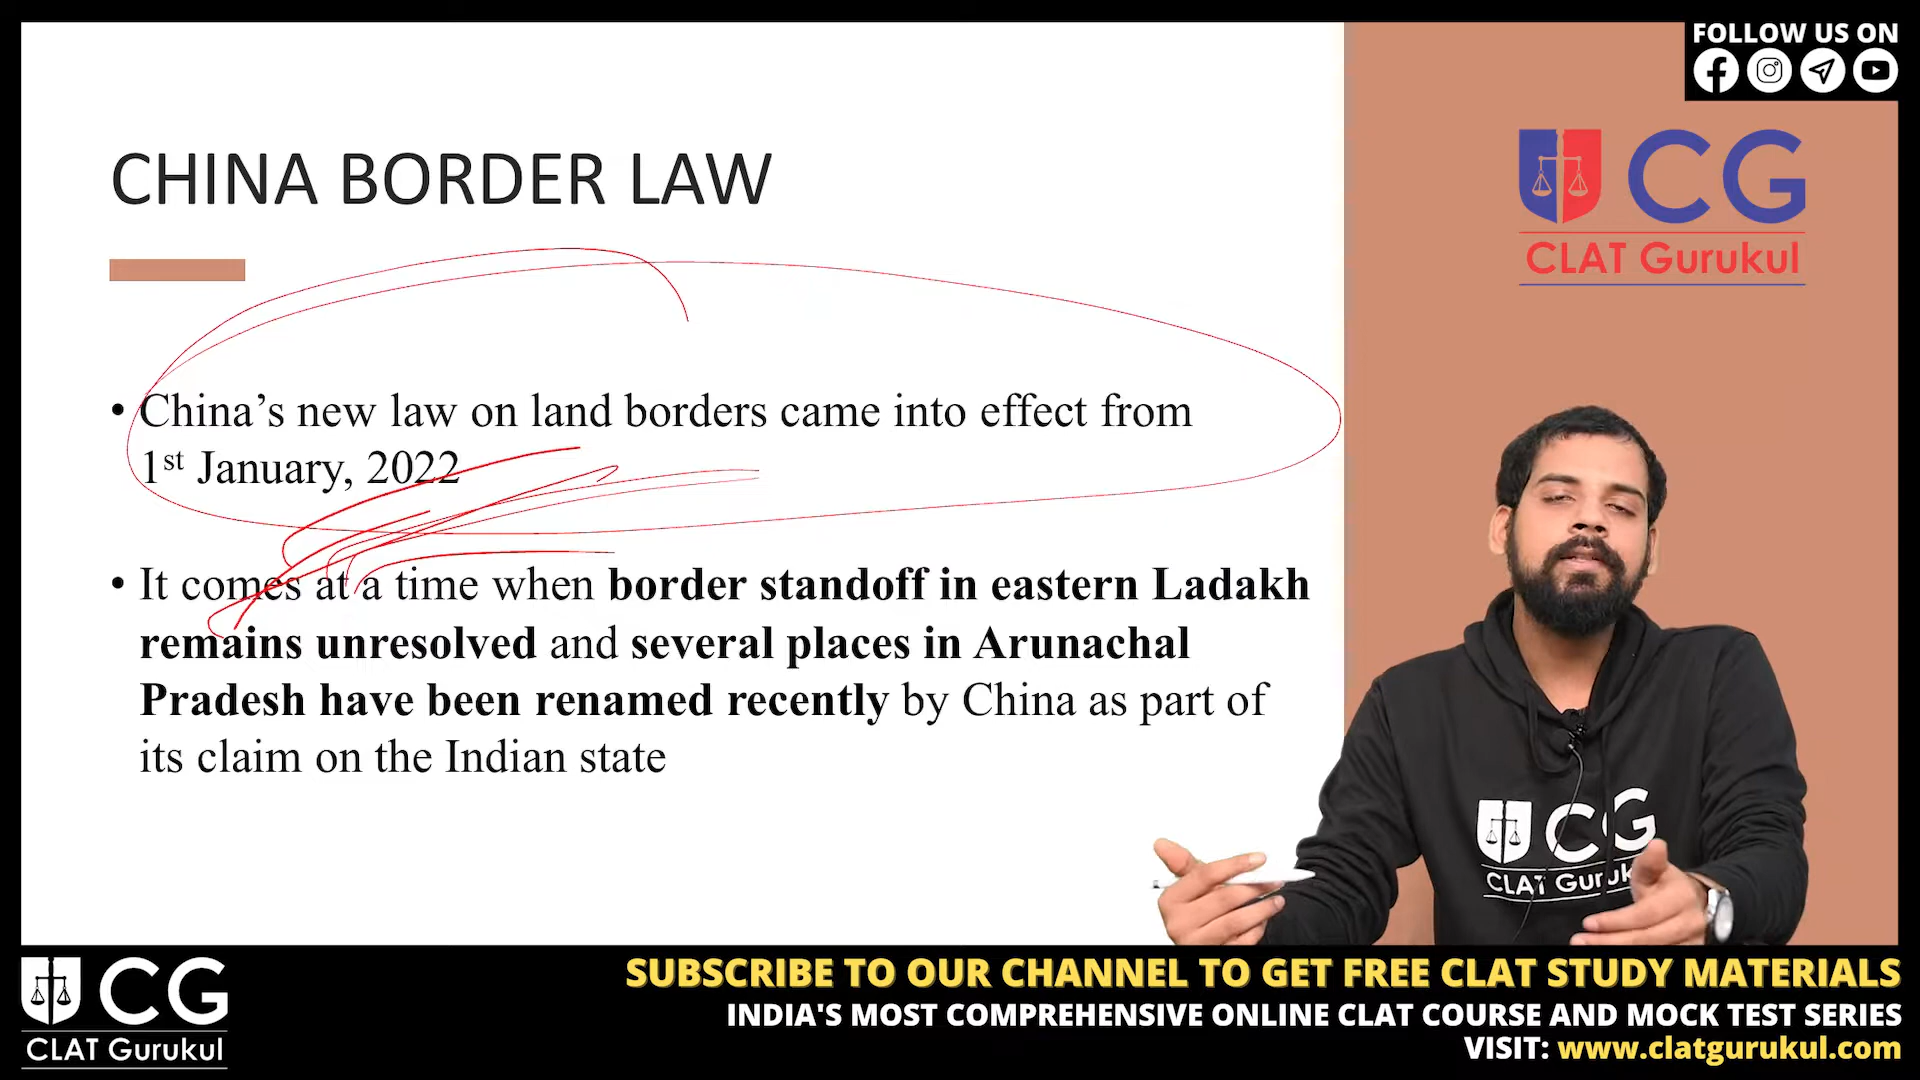 FOLLOW US ON
CG
CLAT Gurukul
CHINA BORDER LAW
• China’s new law on land borders came into effect from
1st January, 2022
• It comes at a time when border standoff in eastern Ladakh
remains unresolved and several places in Arunachal
Pradesh have been renamed recently by China as part of
its claim on the Indian state
CG
CLAT Guruk
CG
CLAT Gurukul
SUBSCRIBE TO OUR CHANNEL TO GET FREE CLAT STUDY MATERIALS
INDIA'S MOST COMPREHENSIVE ONLINE CLAT COURSE AND MOCK TEST SERIES
VISIT: www.clatgurukul.com